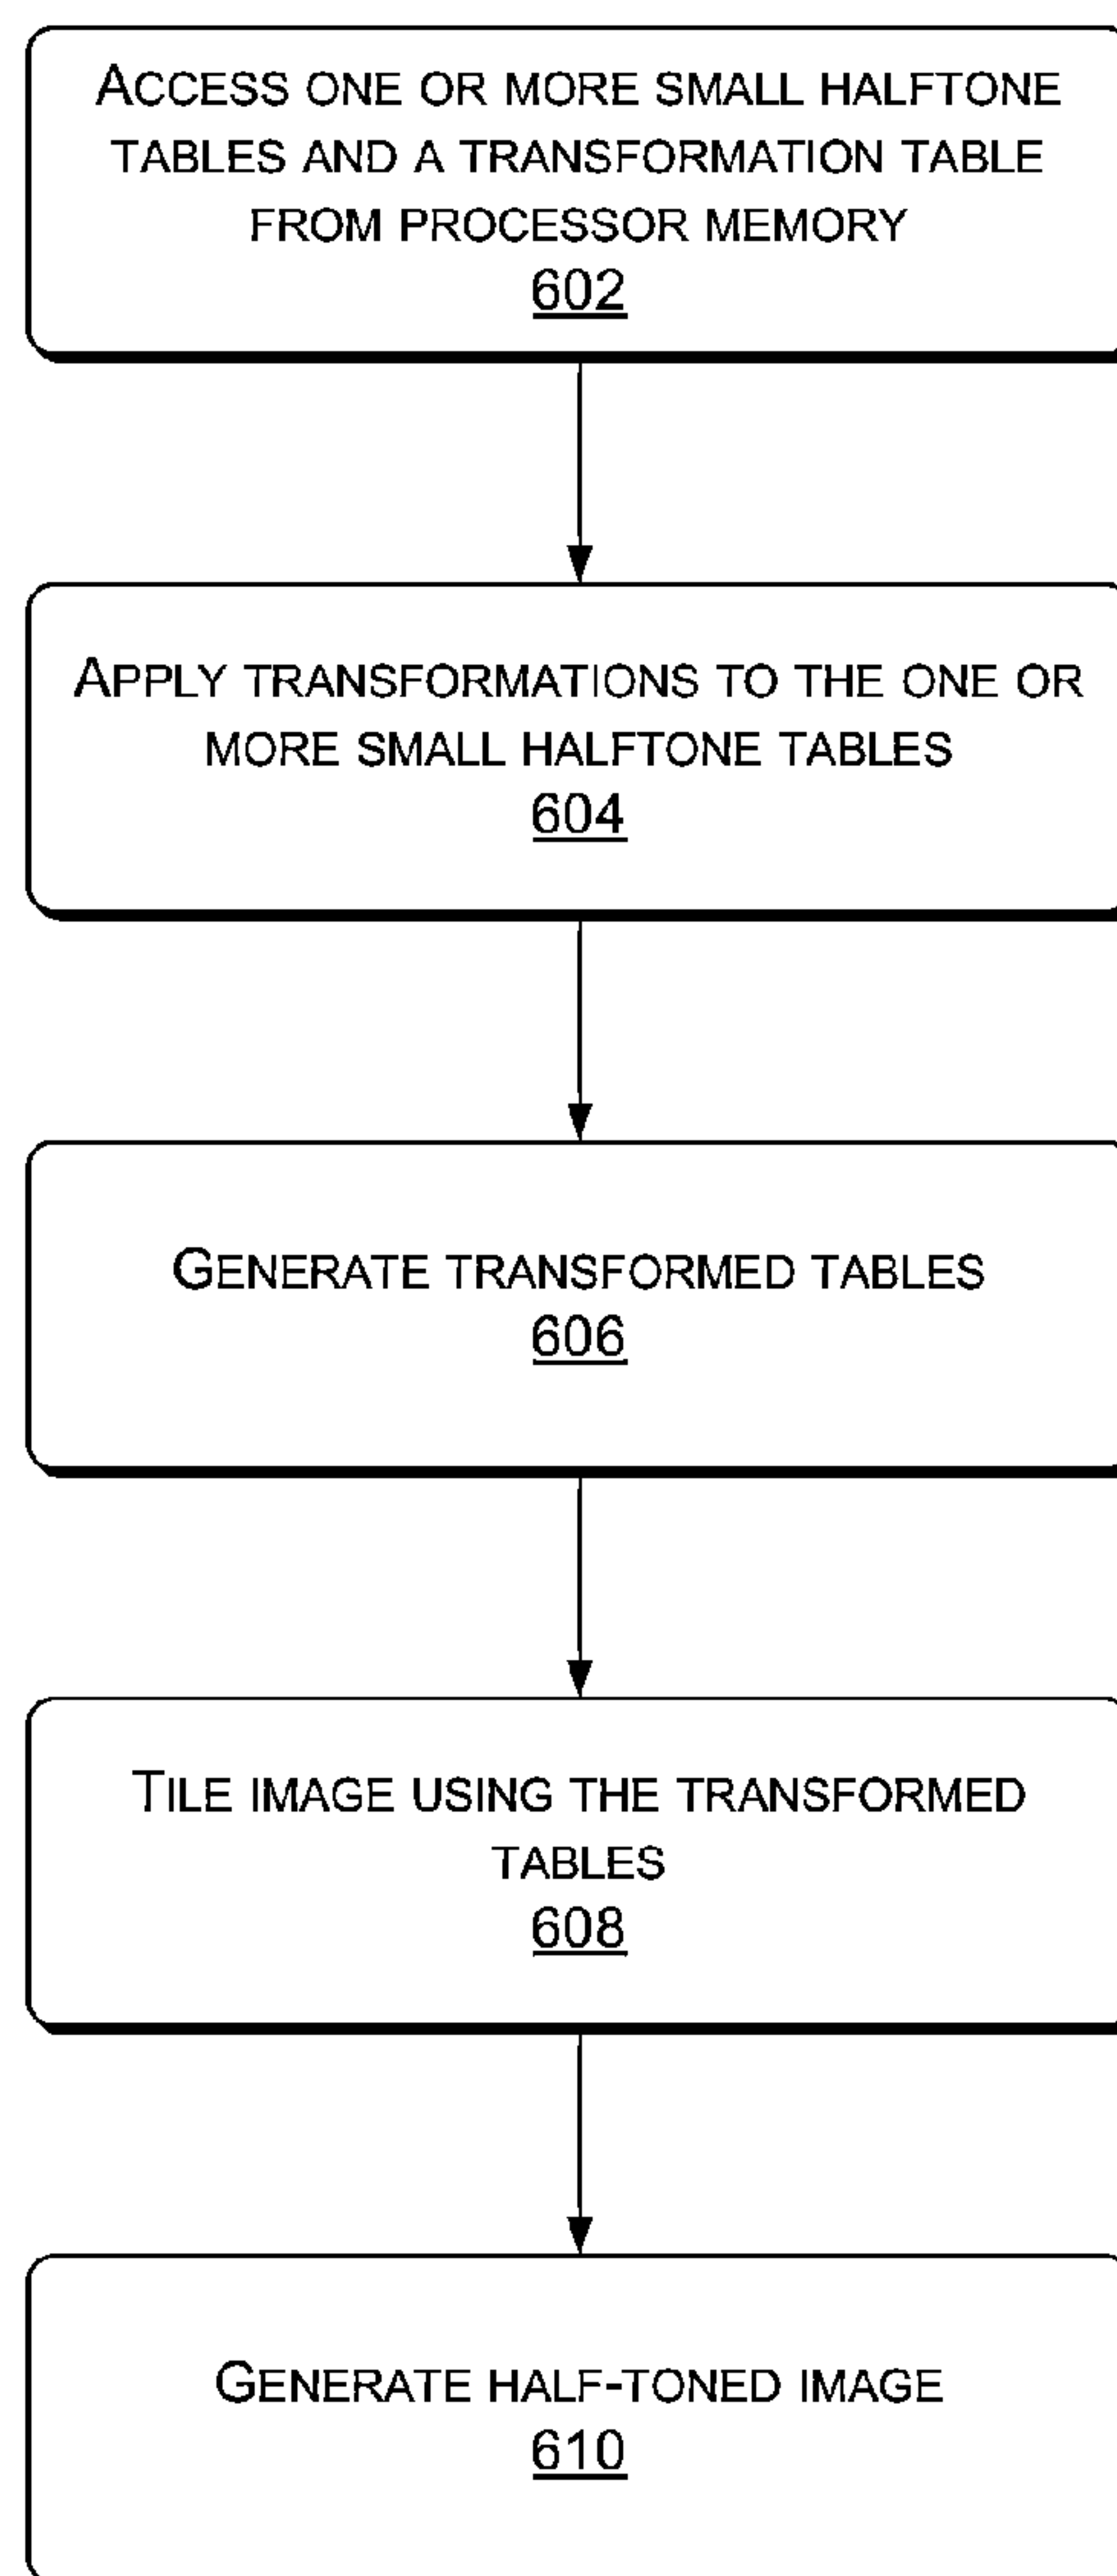 ACCESS ONE OR MORE SMALL HALFTONE
TABLES AND A TRANSFORMATION TABLE
FROM PROCESSOR MEMORY
602
APPLY TRANSFORMATIONS TO THE ONE OR
MORE SMALL HALFTONE TABLES
604
GENERATE TRANSFORMED TABLES
606
TILE IMAGE USING THE TRANSFORMED
TABLES
608
GENERATE HALF-TONED IMAGE
610